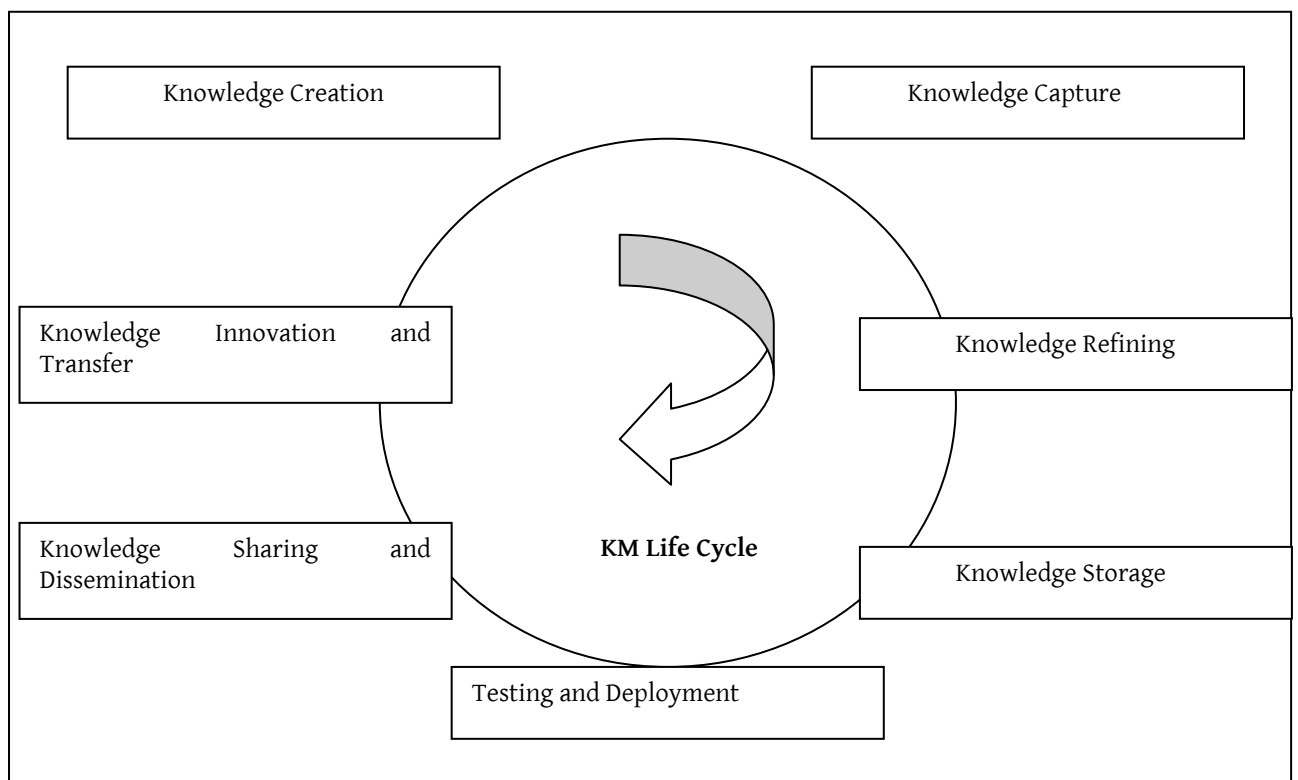 Knowledge Creation
Knowledge Capture
Knowledge Innovation and
Transfer
Knowledge Refining
Knowledge Sharing and
Dissemination
KM Life Cycle
Knowledge Storage
Testing and Deployment